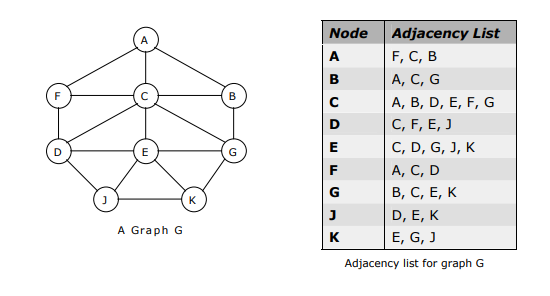 A
F
C
B
D
E
G
J
K
A Graph G
Node Adjacency List
A F, C, B
B A, C, G
C A, B, D, E, F, G
D C, F, E, J
E C, D, G, J, K
F A, C, D
G B, C, E, K
J D, E, K
K E, G, J
Adjacency list for graph G